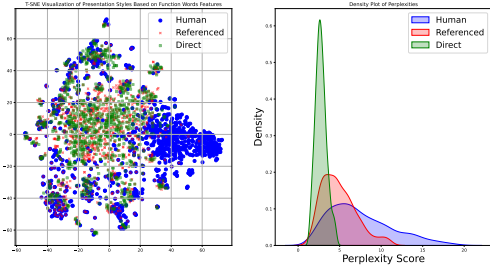 T-SNE Visualization of Presentation Styles Based on Function Words Features
Human
Referenced
Direct
60
40
20
0
−20
−40
−60
−60
−40
−20
0
20
40
60
Density Plot of Perplexities
Human
Referenced
Direct
Density
0.6
0.5
0.4
0.3
0.2
0.1
0.0
0
5
10
15
20
Perplexity Score